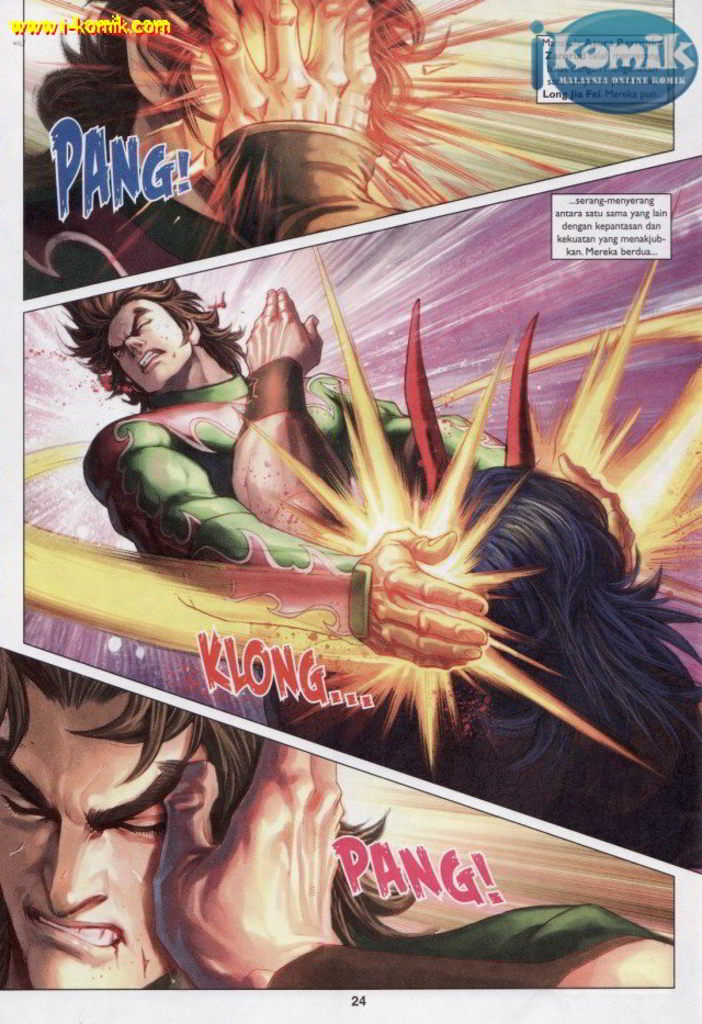 www.i-komik.com
ikomik
MALAYSIA ONLINE KOMIK
Long Jia Fei. Mereka pun...
PANG!
...serang-menyerang
antara satu sama yang lain
dengan kepantasan dan
kekuatan yang menakjub-
kan. Mereka berdua...
KLONG...
PANG!
24